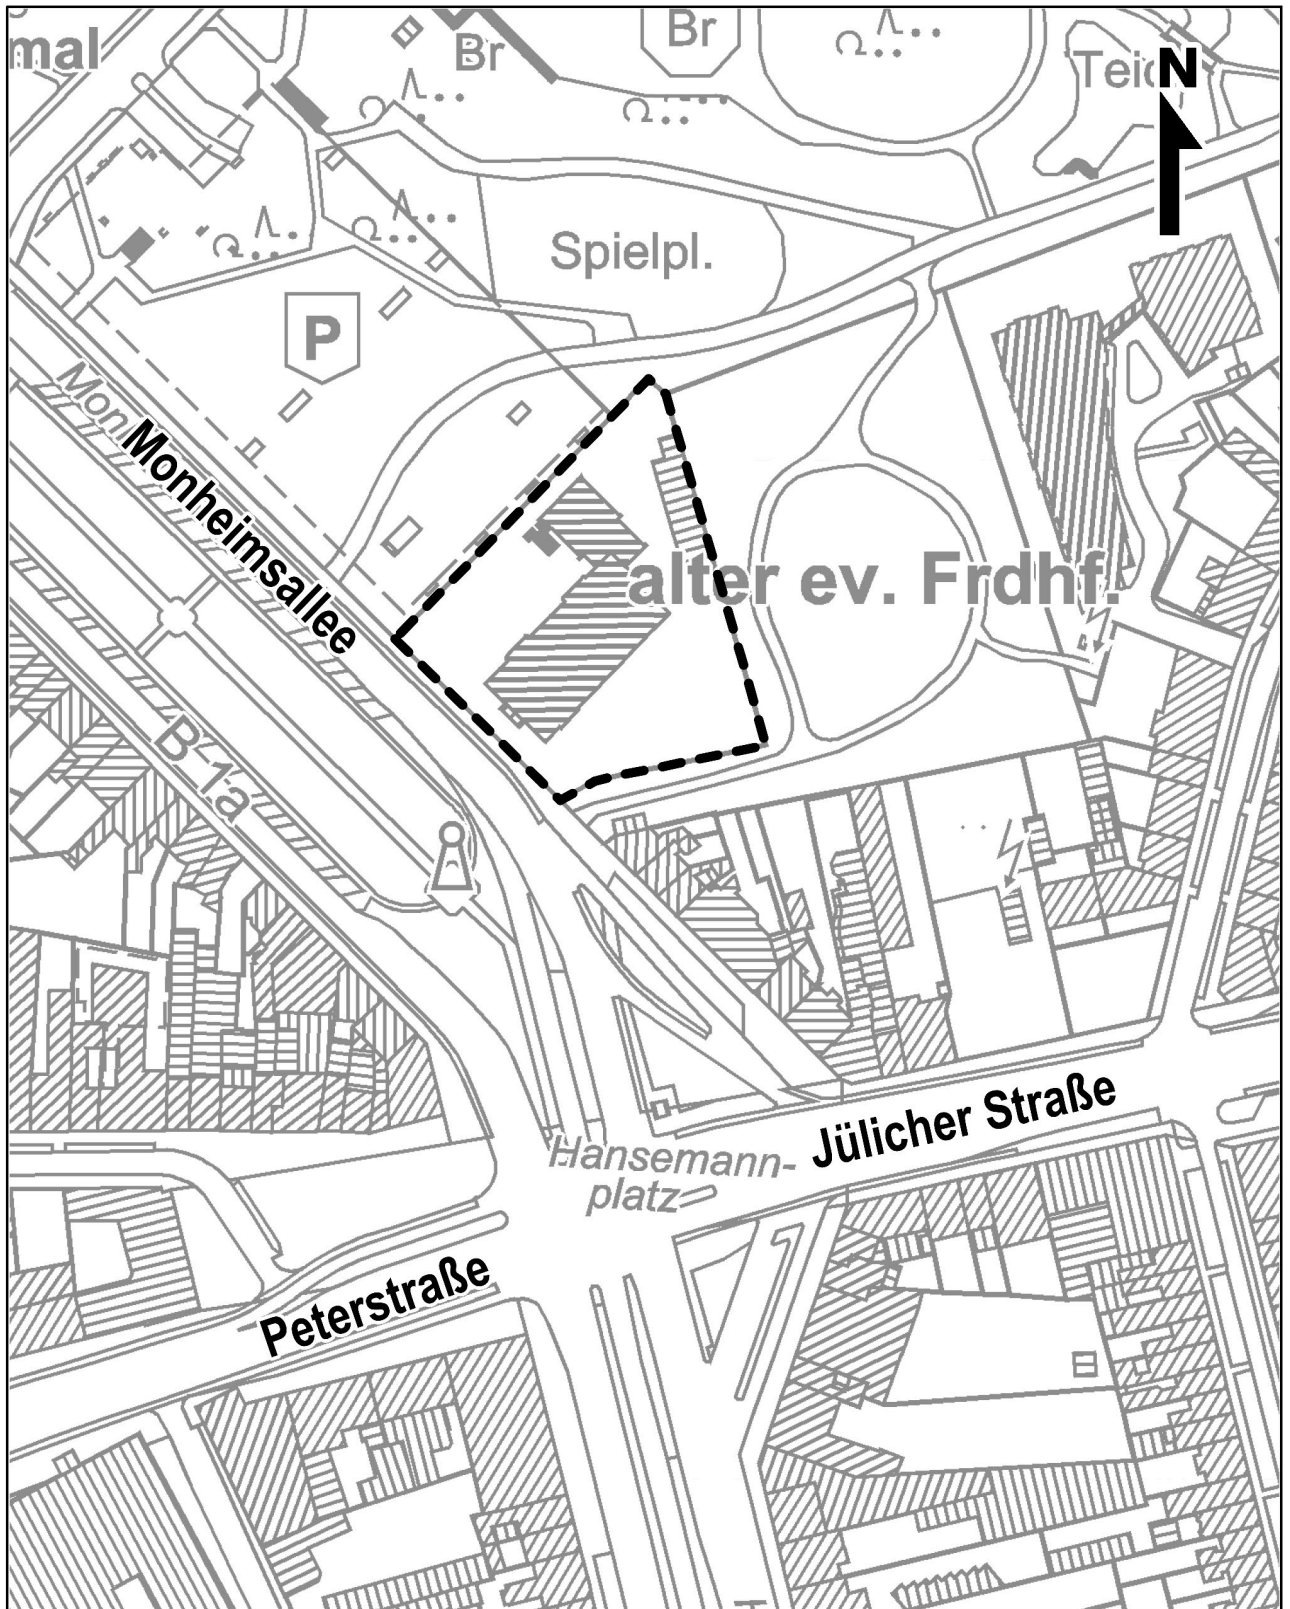 mal
Br
Br
Teic
N
Spielpl.
P
Mon
Monheimsallee
alter ev. Frdhf.
B 1a
Jülicher Straße
Hansemann-
platz
Peterstraße